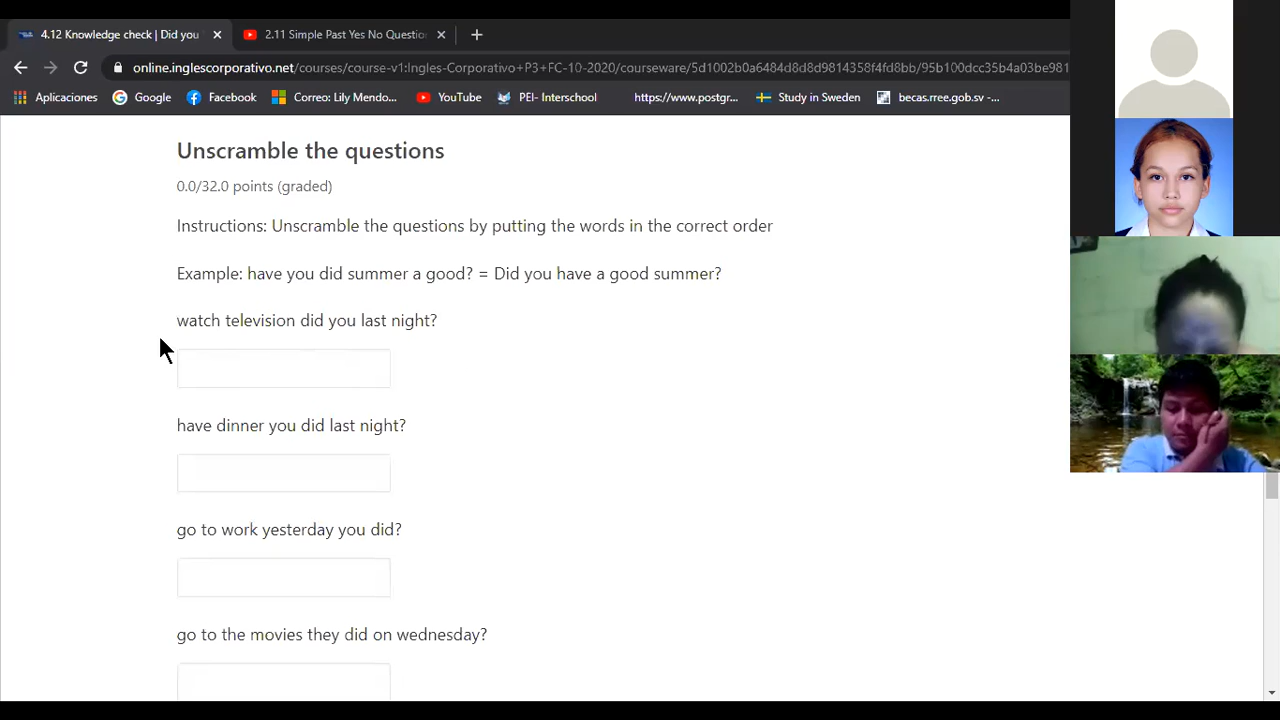 4.12 Knowledge check | Did you
2.11 Simple Past Yes No Questio
online.inglescorporativo.net/courses/course-v1:Ingles-Corporativo+P3+FC-10-2020/courseware/5d1002b0a6484d8d8d9814358f4fd8bb/95b100dcc35b4a03be981
Aplicaciones
Google
Facebook
Correo: Lily Mendo...
YouTube
PEI- Interschool
https://www.postgr...
Study in Sweden
becas.rree.gob.sv -...
Unscramble the questions
0.0/32.0 points (graded)
Instructions: Unscramble the questions by putting the words in the correct order
Example: have you did summer a good? = Did you have a good summer?
watch television did you last night?
have dinner you did last night?
go to work yesterday you did?
go to the movies they did on wednesday?